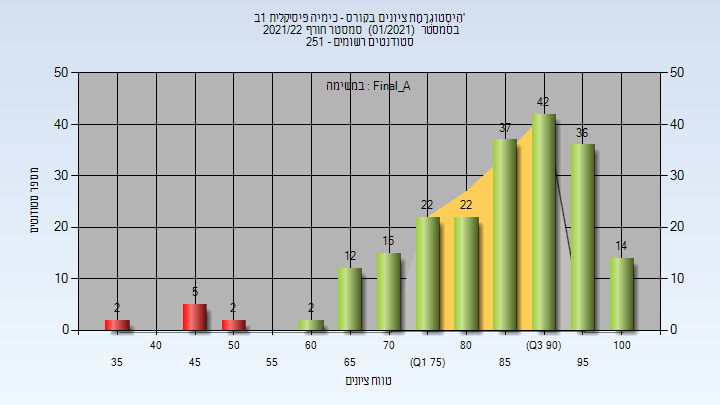 היסטוגרמת ציונים בקורס - כימיה פיסיקלית 1ב'
בסמסטר (01/2021) סמסטר חורף 2021/22
סטודנטים רשומים - 251
במשימה : Final_A
מספר סטודנטים
50 50
40 40
30 30
20 20
10 10
0 0
2 5 2 2 12 15 22 22 37 42 36 14
40 50 60 70 80 (Q3 90) 100
35 45 55 65 (Q1 75) 85 95
טווח ציונים